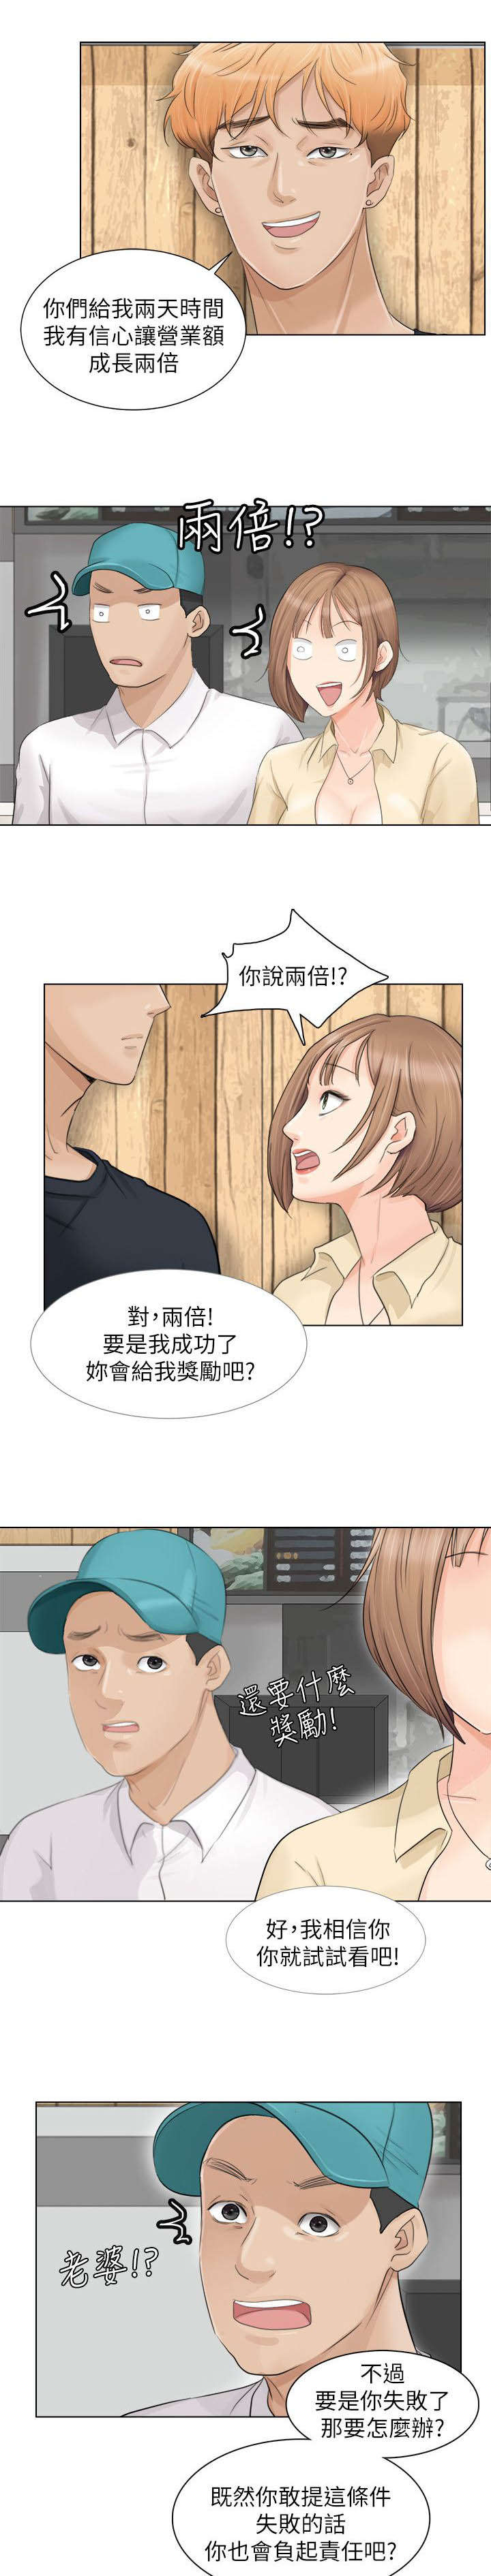 你們給我兩天時間
我有信心讓營業額
成長兩倍
兩倍!?
你說兩倍!?
對,兩倍!
要是我成功了
妳會給我獎勵吧?
還要什麼
獎勵!
好,我相信你
你就試試看吧!
老婆!?
不過
要是你失敗了
那要怎麼辦?
既然你敢提這條件
失敗的話
你也會負起責任吧?